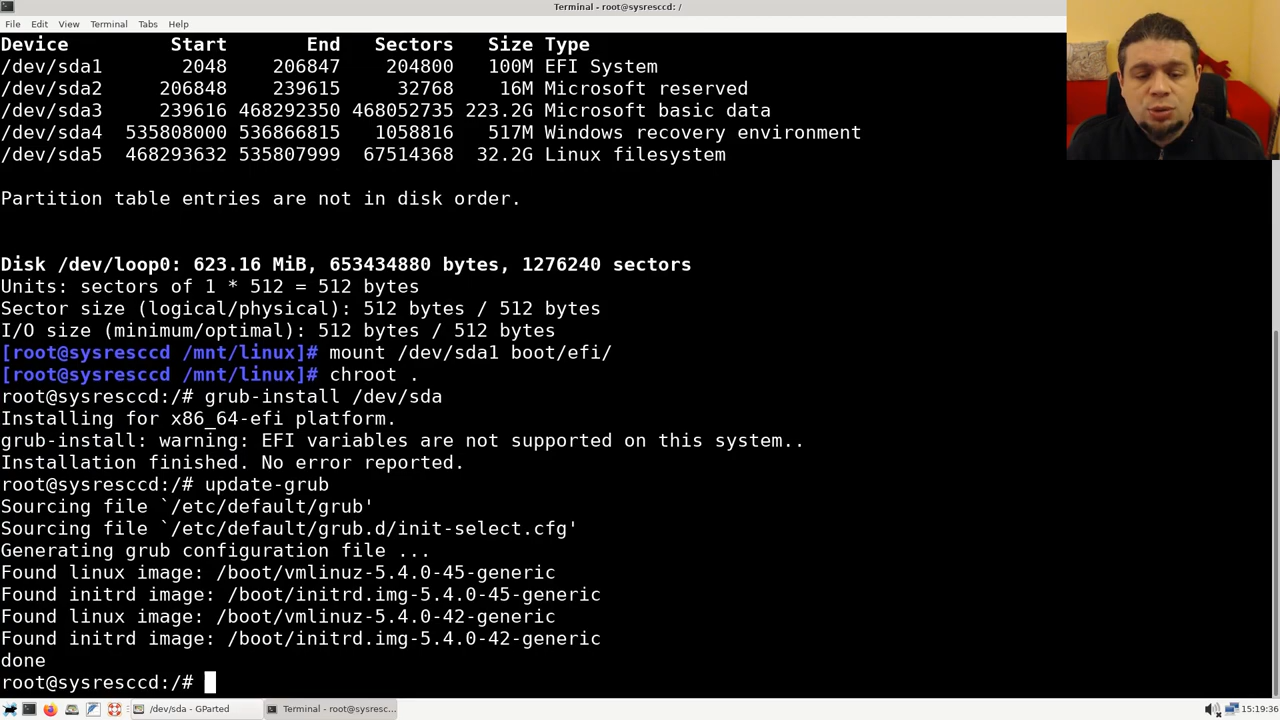 Terminal - root@sysresccd: /
File Edit View Terminal Tabs Help
Device Start End Sectors Size Type
/dev/sda1 2048 206847 204800 100M EFI System
/dev/sda2 206848 239615 32768 16M Microsoft reserved
/dev/sda3 239616 468292350 468052735 223.2G Microsoft basic data
/dev/sda4 535808000 536866815 1058816 517M Windows recovery environment
/dev/sda5 468293632 535807999 67514368 32.2G Linux filesystem
Partition table entries are not in disk order.
Disk /dev/loop0: 623.16 MiB, 653434880 bytes, 1276240 sectors
Units: sectors of 1 * 512 = 512 bytes
Sector size (logical/physical): 512 bytes / 512 bytes
I/O size (minimum/optimal): 512 bytes / 512 bytes
[root@sysresccd /mnt/linux]# mount /dev/sda1 boot/efi/
[root@sysresccd /mnt/linux]# chroot .
root@sysresccd:/# grub-install /dev/sda
Installing for x86_64-efi platform.
grub-install: warning: EFI variables are not supported on this system..
Installation finished. No error reported.
root@sysresccd:/# update-grub
Sourcing file `/etc/default/grub'
Sourcing file `/etc/default/grub.d/init-select.cfg'
Generating grub configuration file ...
Found linux image: /boot/vmlinuz-5.4.0-45-generic
Found initrd image: /boot/initrd.img-5.4.0-45-generic
Found linux image: /boot/vmlinuz-5.4.0-42-generic
Found initrd image: /boot/initrd.img-5.4.0-42-generic
done
root@sysresccd:/#
/dev/sda - GParted Terminal - root@sysresc... 15:19:36